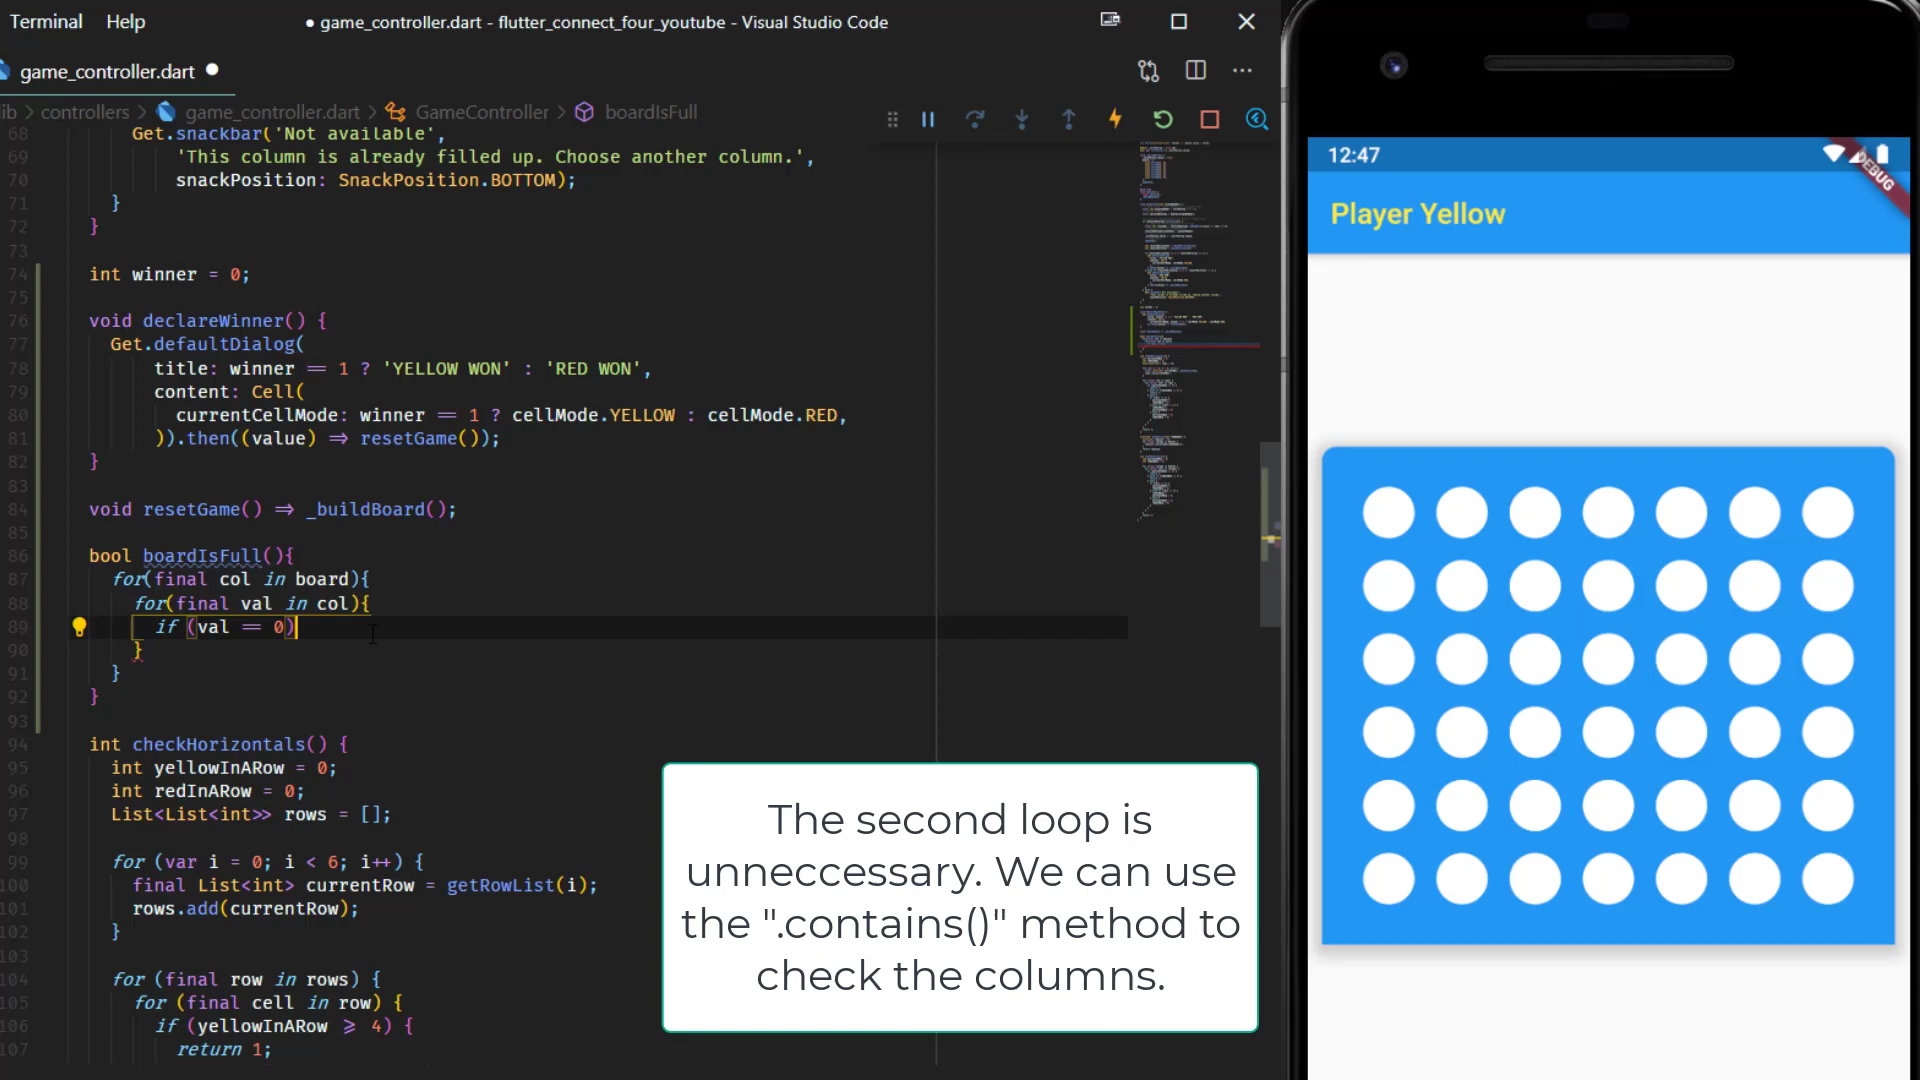 Terminal Help ● game_controller.dart - flutter_connect_four_youtube - Visual Studio Code
game_controller.dart ●
lib > controllers > game_controller.dart > GameController > boardIsFull
68 Get.snackbar('Not available',
69 'This column is already filled up. Choose another column.',
70 snackPosition: SnackPosition.BOTTOM);
71 }
72 }
73
74 int winner = 0;
75
76 void declareWinner() {
77 Get.defaultDialog(
78 title: winner == 1 ? 'YELLOW WON' : 'RED WON',
79 content: Cell(
80 currentCellMode: winner == 1 ? cellMode.YELLOW : cellMode.RED,
81 )).then((value) => resetGame());
82 }
83
84 void resetGame() => _buildBoard();
85
86 bool boardIsFull(){
87 for(final col in board){
88 for(final val in col){
89 if (val == 0)
90 }
91 }
92 }
93
94 int checkHorizontals() {
95 int yellowInARow = 0;
96 int redInARow = 0;
97 List<List<int>> rows = [];
98
99 for (var i = 0; i < 6; i++) {
100 final List<int> currentRow = getRowList(i);
101 rows.add(currentRow);
102 }
103
104 for (final row in rows) {
105 for (final cell in row) {
106 if (yellowInARow >= 4) {
107 return 1;
The second loop is
unneccessary. We can use
the ".contains()" method to
check the columns.
12:47
DEBUG
Player Yellow